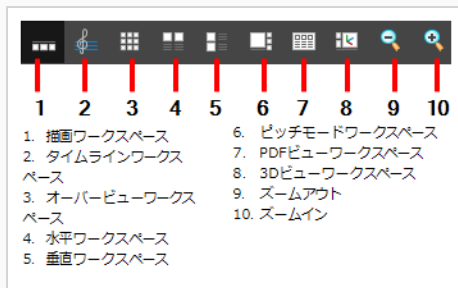 1 2 3 4 5 6 7 8 9 10
1. 描画ワークスペース
2. タイムラインワークス
ペース
3. オーバービューワークス
ペース
4. 水平ワークスペース
5. 垂直ワークスペース
6. ピッチモードワークスペース
7. PDFビューワークスペース
8. 3Dビューワークスペース
9. ズームアウト
10. ズームイン